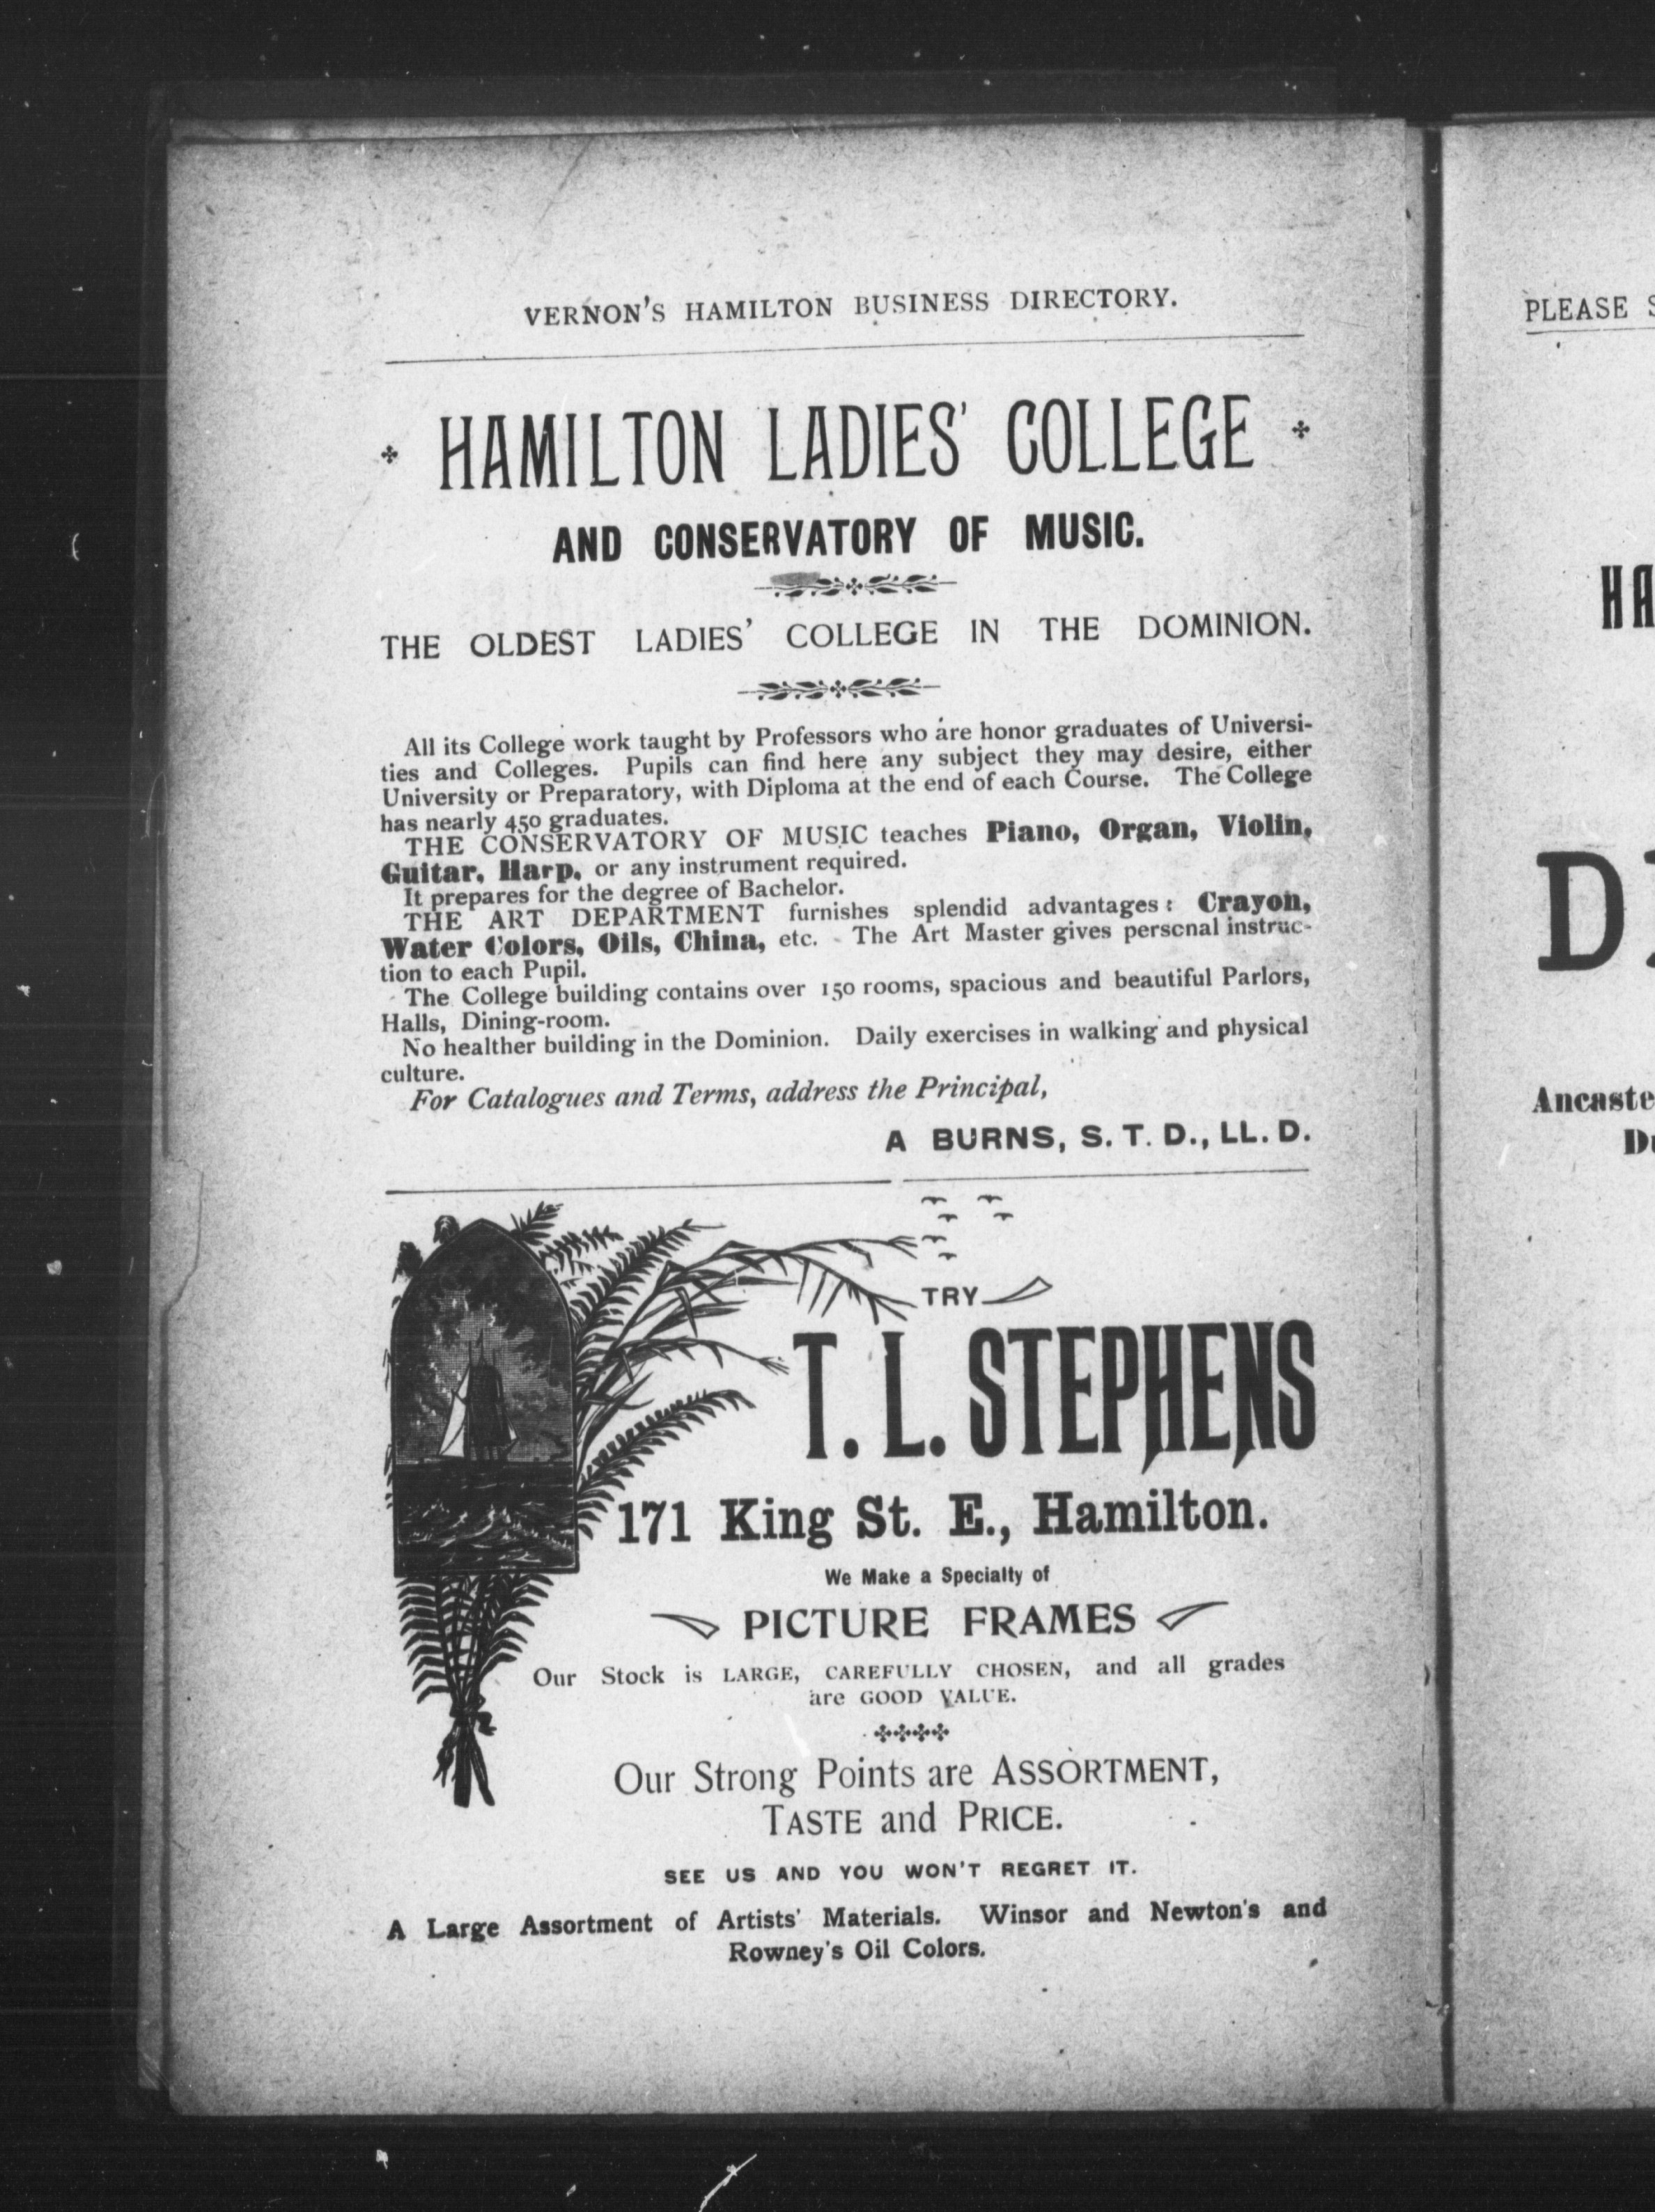 VERNON'S HAMILTON BUSINESS DIRECTORY.
HAMILTON LADIES' COLLEGE
AND CONSERVATORY OF MUSIC.
THE OLDEST LADIES' COLLEGE IN THE DOMINION.
All its College work taught by Professors who are honor graduates of Universi-
ties and Colleges. Pupils can find here any subject they may desire, either
University or Preparatory, with Diploma at the end of each Course. The College
has nearly 450 graduates.
THE CONSERVATORY OF MUSIC teaches Piano, Organ, Violin,
Guitar, Harp, or any instrument required.
It prepares for the degree of Bachelor.
THE ART DEPARTMENT furnishes splendid advantages: Crayon,
Water Colors, Oils, China, etc. The Art Master gives personal instruc-
tion to each Pupil.
The College building contains over 150 rooms, spacious and beautiful Parlors,
Halls, Dining-room.
No healther building in the Dominion. Daily exercises in walking and physical
culture.
For Catalogues and Terms, address the Principal,
A BURNS, S. T. D., LL. D.
TRY
T. L. STEPHENS
171 King St. E., Hamilton.
We Make a Specialty of
PICTURE FRAMES
Our Stock is LARGE, CAREFULLY CHOSEN, and all grades
are GOOD VALUE.
Our Strong Points are ASSORTMENT,
TASTE and PRICE.
SEE US AND YOU WON'T REGRET IT.
A Large Assortment of Artists' Materials. Winsor and Newton's and
Rowney's Oil Colors.
PLEASE
HA
Ancaste